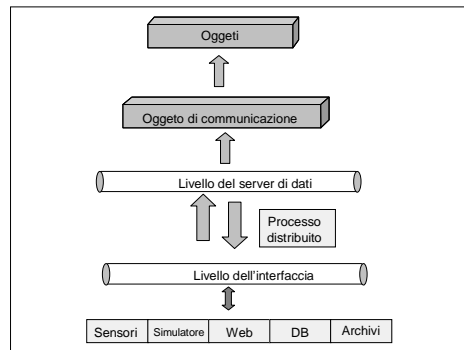 Oggeti
Oggeto di communicazione
Livello del server di dati
Processo
distribuito
Livello dell'interfaccia
Sensori Simulatore Web DB Archivi